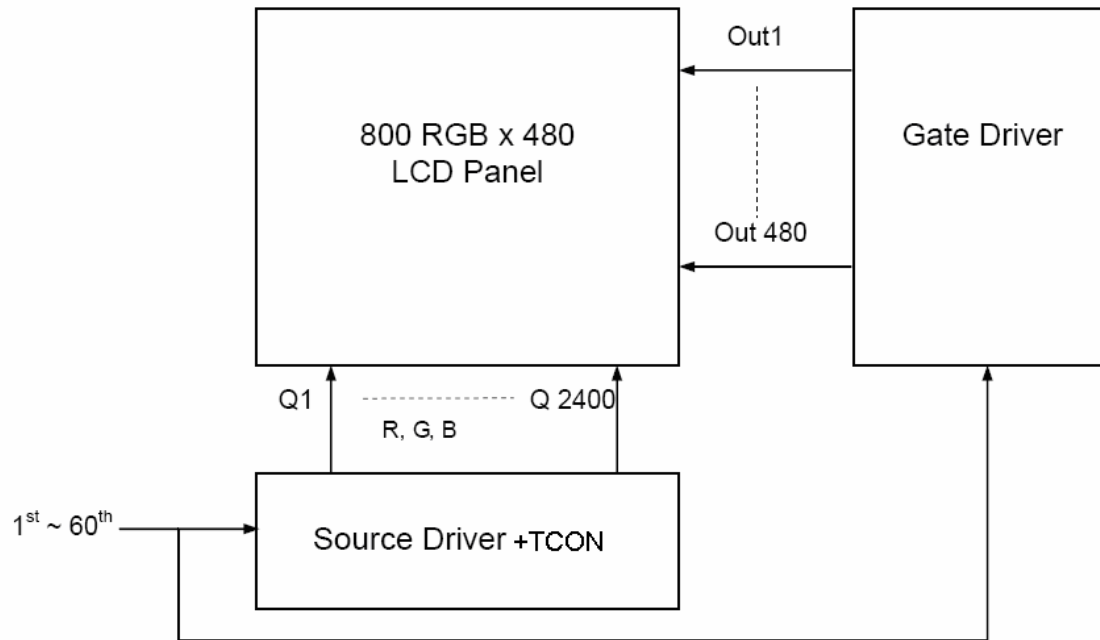 Out1
800 RGB x 480
LCD Panel
Gate Driver
Out 480
Q1
Q 2400
R, G, B
1st ~ 60th
Source Driver +TCON